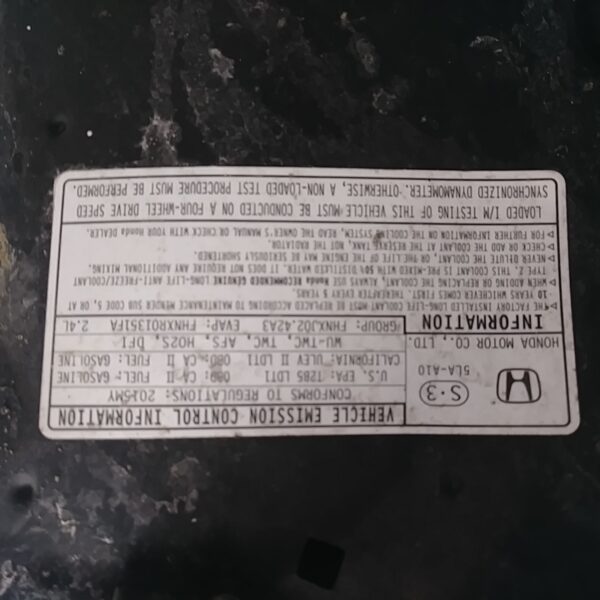 VEHICLE EMISSION CONTROL INFORMATION
CONFORMS TO REGULATIONS: 2015MY
U.S. EPA: T2B5 LDT1 OBD: CA II FUEL: GASOLINE
CALIFORNIA: ULEV LDT1 OBD: II FUEL: GASOLINE
WU-TWC, TWC, AFS, HO2S, DFI
S·3
5LA-A10
HONDA MOTOR CO., LTD.
INFORMATION
GROUP: FHNXJ02.42A3 EVAP: FHNXR0135IFA 2.4L
▷ FACTORY INSTALLED LONG-LIFE COOLANT MUST BE REPLACED ACCORDING TO MAINTENANCE MINDER SUB CODE 5, OR AT
10 YEARS WHICHEVER COMES FIRST. THEREAFTER EVERY 5 YEARS.
▷ WHEN ADDING OR REPLACING THE COOLANT, ALWAYS USE Honda RECOMMENDED GENUINE LONG-LIFE ANTI-FREEZE/COOLANT
TYPE 2. THIS COOLANT IS PRE-MIXED WITH 50% DISTILLED WATER. IT DOES NOT REQUIRE ANY ADDITIONAL MIXING.
▷ NEVER DILUTE THE COOLANT, OR THE LIFE OF THE ENGINE MAY BE SERIOUSLY SHORTENED.
▷ CHECK OR ADD COOLANT AT THE RESERVE TANK, NOT THE RADIATOR.
▷ FOR FURTHER INFORMATION ON THE COOLING SYSTEM, READ THE OWNER'S MANUAL OR CHECK WITH YOUR Honda DEALER.
LOADED I/M TESTING OF THIS VEHICLE MUST BE CONDUCTED ON A FOUR-WHEEL DRIVE SPEED
SYNCHRONIZED DYNAMOMETER. OTHERWISE, A NON-LOADED TEST PROCEDURE MUST BE PERFORMED.